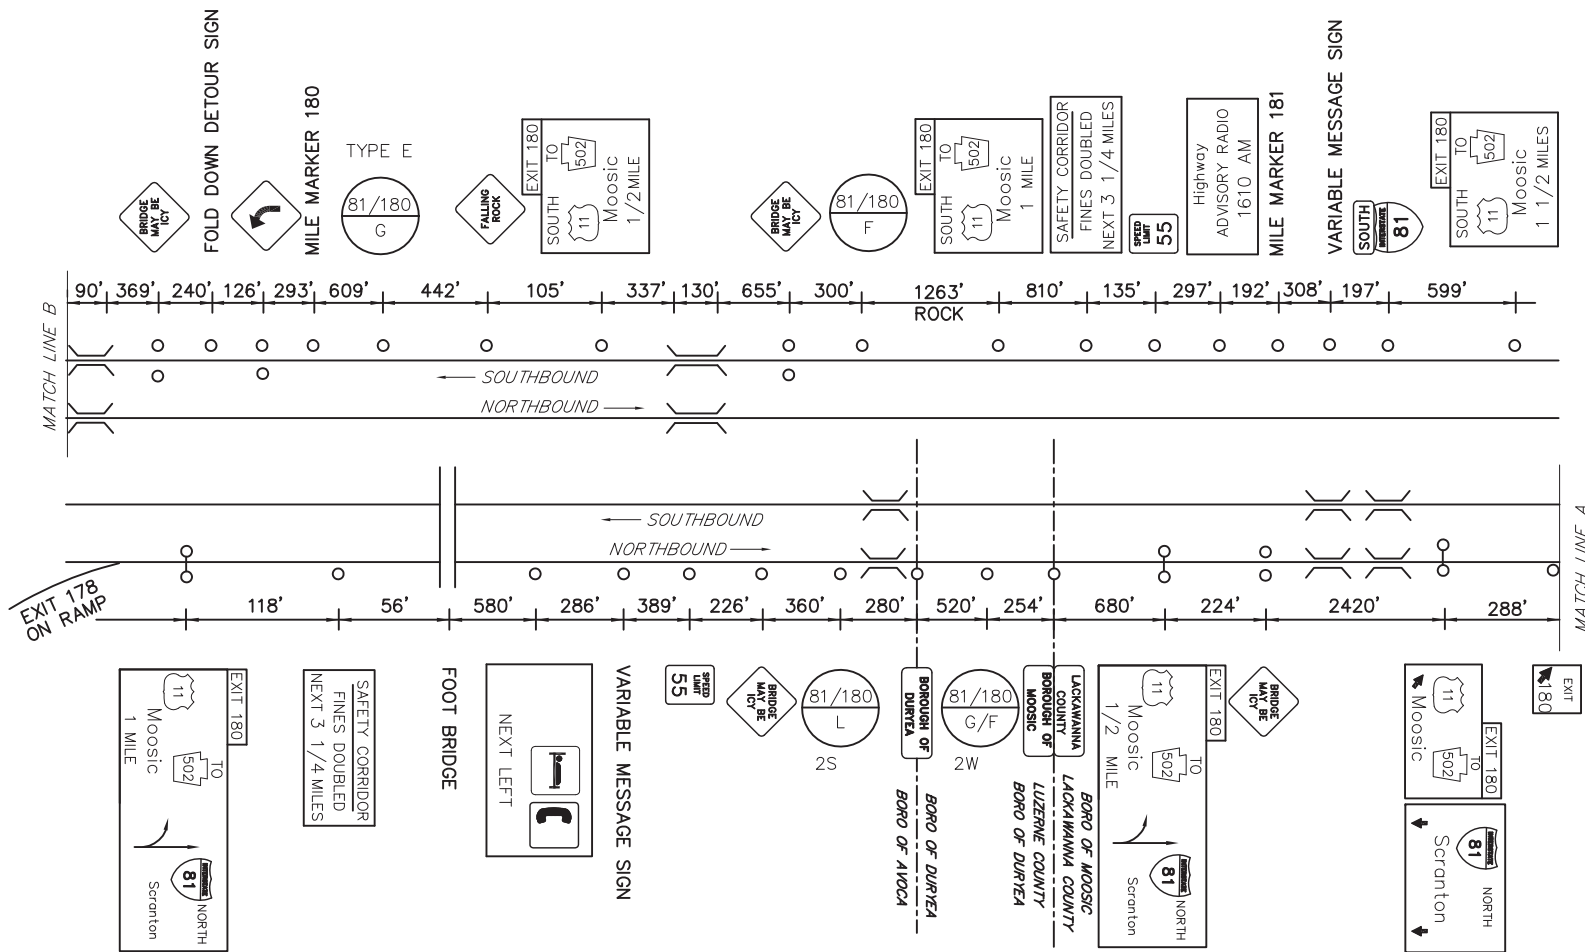 BRIDGE
MAY BE
ICY
FOLD DOWN DETOUR SIGN
MILE MARKER 180
TYPE E
81/180
G
FALLING
ROCK
EXIT 180
SOUTH TO
11 502
Moosic
1/2 MILE
BRIDGE
MAY BE
ICY
81/180
F
EXIT 180
SOUTH TO
11 502
Moosic
1 MILE
SAFETY CORRIDOR
FINES DOUBLED
NEXT 3 1/4 MILES
SPEED
LIMIT
55
Highway
ADVISORY RADIO
1610 AM
MILE MARKER 181
VARIABLE MESSAGE SIGN
SOUTH
INTERSTATE
81
EXIT 180
SOUTH TO
11 502
Moosic
1 1/2 MILES
90' 369' 240' 126' 293' 609' 442' 105' 337' 130' 655' 300' 1263' 810' 135' 297' 192' 308' 197' 599'
ROCK
MATCH LINE B
SOUTHBOUND
NORTHBOUND
SOUTHBOUND
NORTHBOUND
MATCH LINE A
EXIT 178
ON RAMP
118' 56' 580' 286' 389' 226' 360' 280' 520' 254' 680' 224' 2420' 288'
EXIT 180
TO
11 502
Moosic
1 MILE
INTERSTATE
81
NORTH
Scranton
SAFETY CORRIDOR
FINES DOUBLED
NEXT 3 1/4 MILES
FOOT BRIDGE
NEXT LEFT
VARIABLE MESSAGE SIGN
SPEED
LIMIT
55
BRIDGE
MAY BE
ICY
81/180
L
2S
BOROUGH OF
DURYEA
BORO OF DURYEA
BORO OF AVOCA
81/180
G/F
2W
LACKAWANNA
COUNTY
BOROUGH OF
MOOSIC
BORO OF MOOSIC
LACKAWANNA COUNTY
LUZERNE COUNTY
BORO OF DURYEA
EXIT 180
TO
11 502
Moosic
1/2 MILE
INTERSTATE
81
NORTH
Scranton
BRIDGE
MAY BE
ICY
EXIT 180
TO
11 502
Moosic
INTERSTATE
81
NORTH
Scranton
EXIT
180